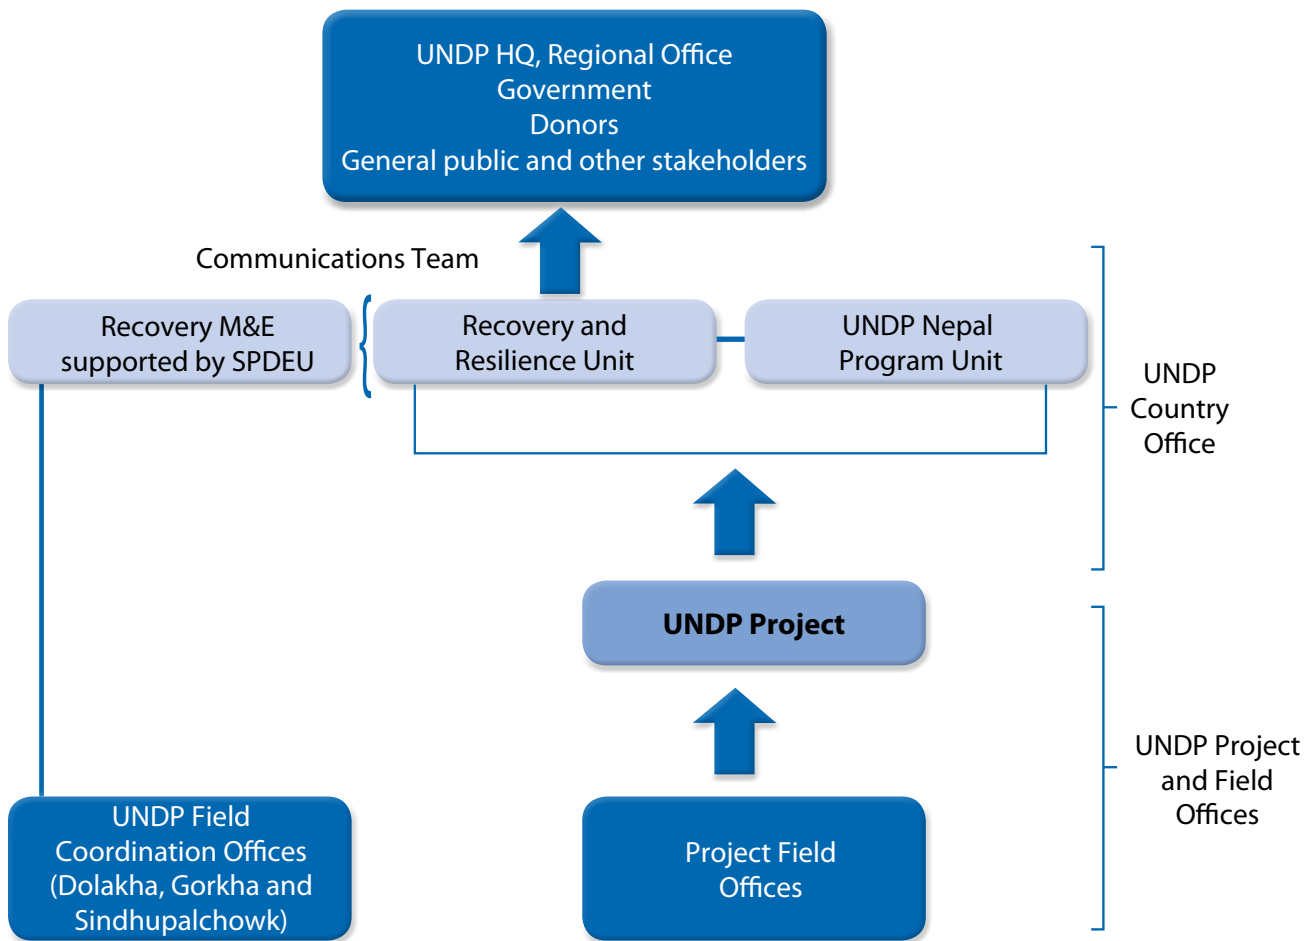 UNDP HQ, Regional Office
Government
Donors
General public and other stakeholders
Communications Team
Recovery M&E
supported by SPDEU
Recovery and
Resilience Unit
UNDP Nepal
Program Unit
UNDP
Country
Office
UNDP Project
UNDP Project
and Field
Offices
UNDP Field
Coordination Offices
(Dolakha, Gorkha and
Sindhupalchowk)
Project Field
Offices